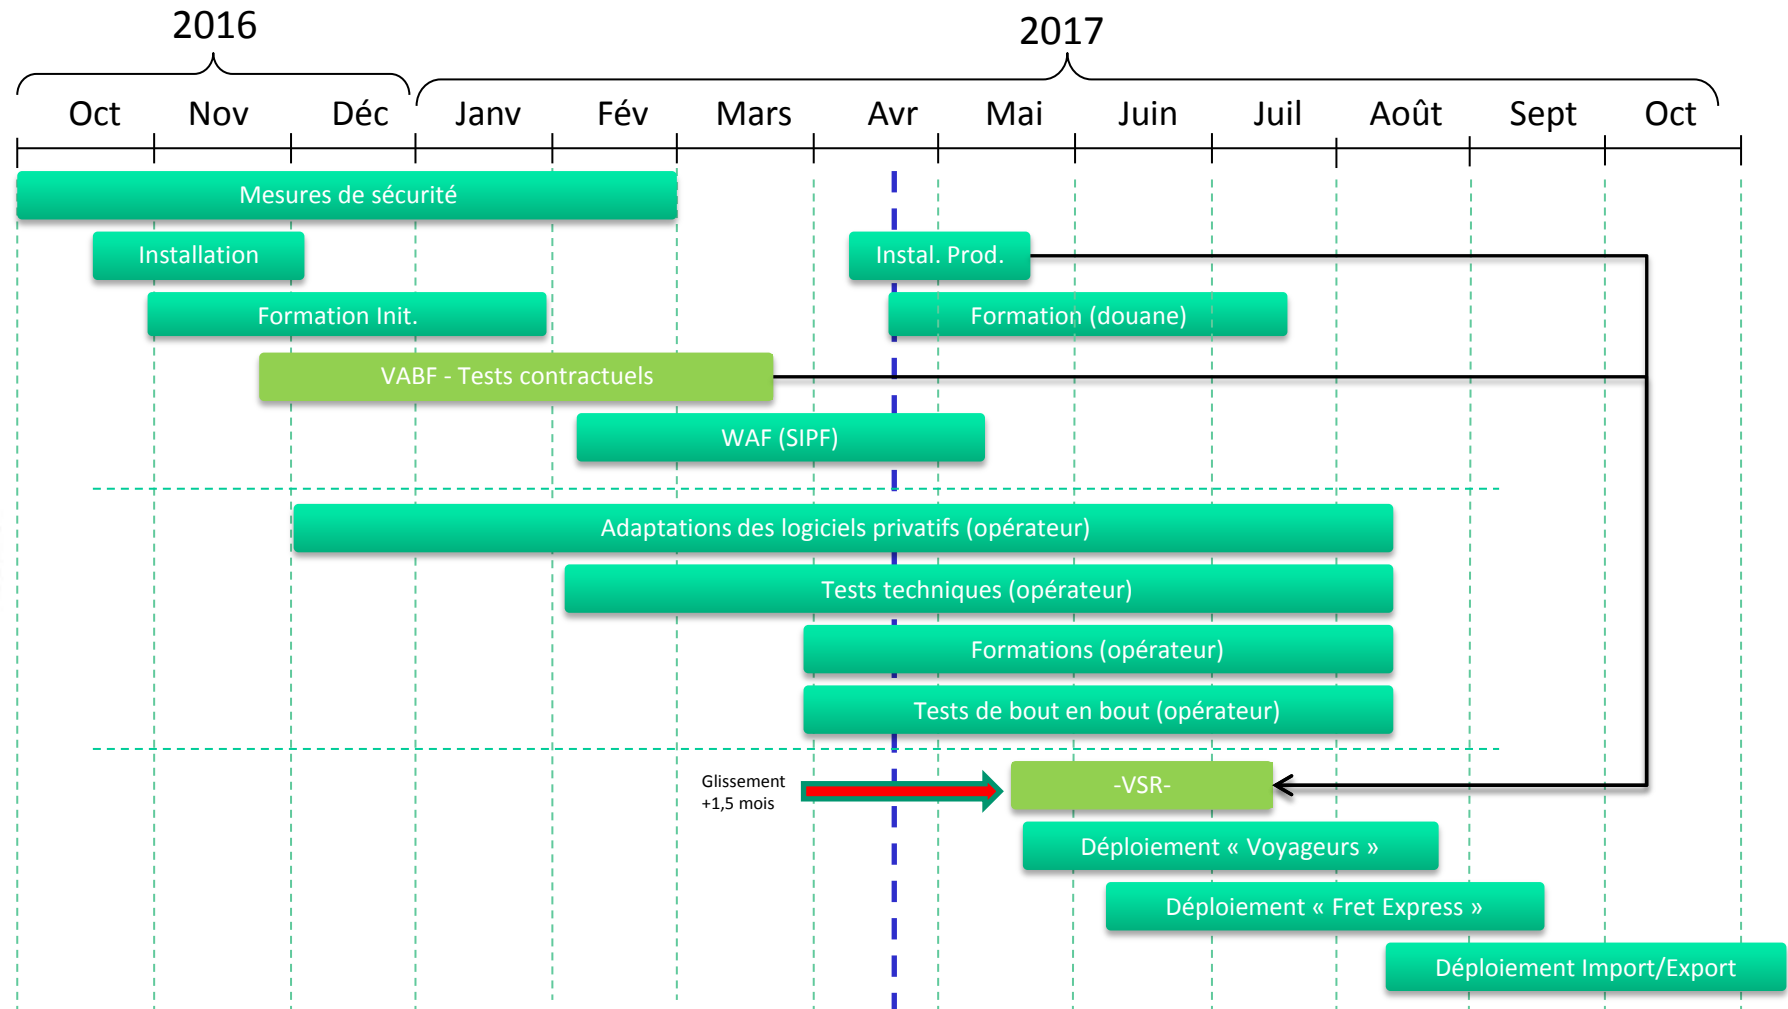 2016
2017
Oct
Nov
Déc
Janv
Fév
Mars
Avr
Mai
Juin
Juil
Août
Sept
Oct
Mesures de sécurité
Installation
Instal. Prod.
Formation Init.
Formation (douane)
VABF - Tests contractuels
WAF (SIPF)
Adaptations des logiciels privatifs (opérateur)
Tests techniques (opérateur)
Formations (opérateur)
Tests de bout en bout (opérateur)
Glissement
+1,5 mois
-VSR-
Déploiement « Voyageurs »
Déploiement « Fret Express »
Déploiement Import/Export